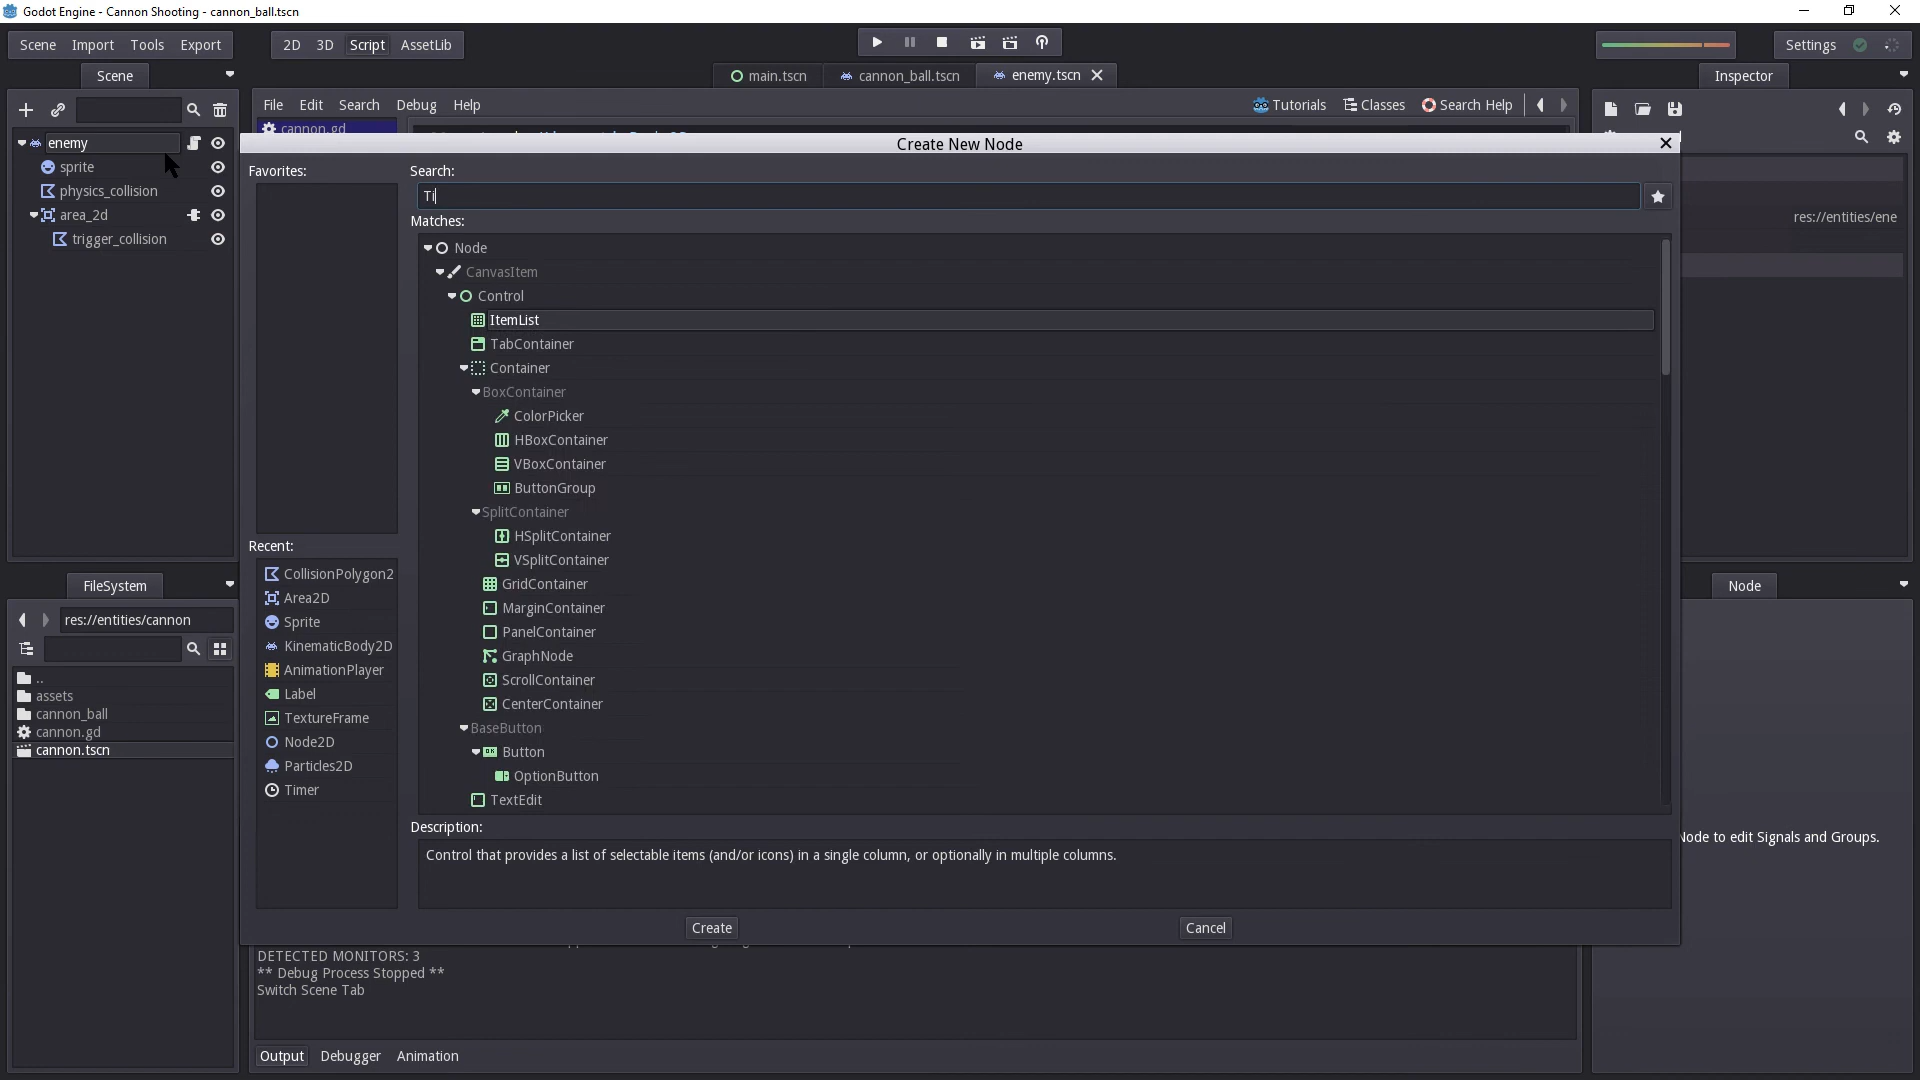 Godot Engine - Cannon Shooting - cannon_ball.tscn
Scene Import Tools Export 2D 3D Script AssetLib Settings
Scene main.tscn cannon_ball.tscn enemy.tscn Inspector
File Edit Search Debug Help Tutorials Classes Search Help
cannon.gd
enemy
sprite
physics_collision
area_2d
trigger_collision
Create New Node
Favorites:
Search:
Ti
Matches:
Node
CanvasItem
Control
ItemList
TabContainer
Container
BoxContainer
ColorPicker
HBoxContainer
VBoxContainer
ButtonGroup
SplitContainer
HSplitContainer
VSplitContainer
GridContainer
MarginContainer
PanelContainer
GraphNode
ScrollContainer
CenterContainer
BaseButton
Button
OptionButton
TextEdit
Recent:
CollisionPolygon2
Area2D
Sprite
KinematicBody2D
AnimationPlayer
Label
TextureFrame
Node2D
Particles2D
Timer
Description:
Control that provides a list of selectable items (and/or icons) in a single column, or optionally in multiple columns.
Create Cancel
res://entities/ene
FileSystem
res://entities/cannon
..
assets
cannon_ball
cannon.gd
cannon.tscn
Node
Node to edit Signals and Groups.
DETECTED MONITORS: 3
** Debug Process Stopped **
Switch Scene Tab
Output Debugger Animation